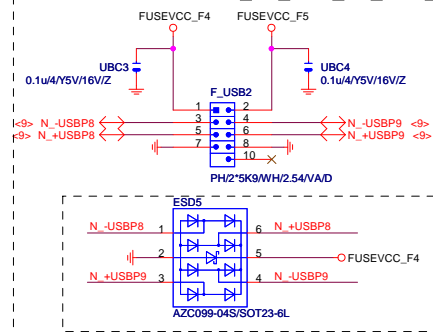 FUSEVCC_F4 FUSEVCC_F5
UBC3 UBC4
0.1u/4/Y5V/16V/Z 0.1u/4/Y5V/16V/Z
F_USB2
1 2
<9> N_-USBP8 3 4 N_-USBP9 <9>
<9> N_+USBP8 5 6 N_+USBP9 <9>
7 8
10
PH/2*5K9/WH/2.54/VA/D
ESD5
N_-USBP8 1 6 N_+USBP8
2 5 FUSEVCC_F4
N_+USBP9 3 4 N_-USBP9
AZC099-04S/SOT23-6L